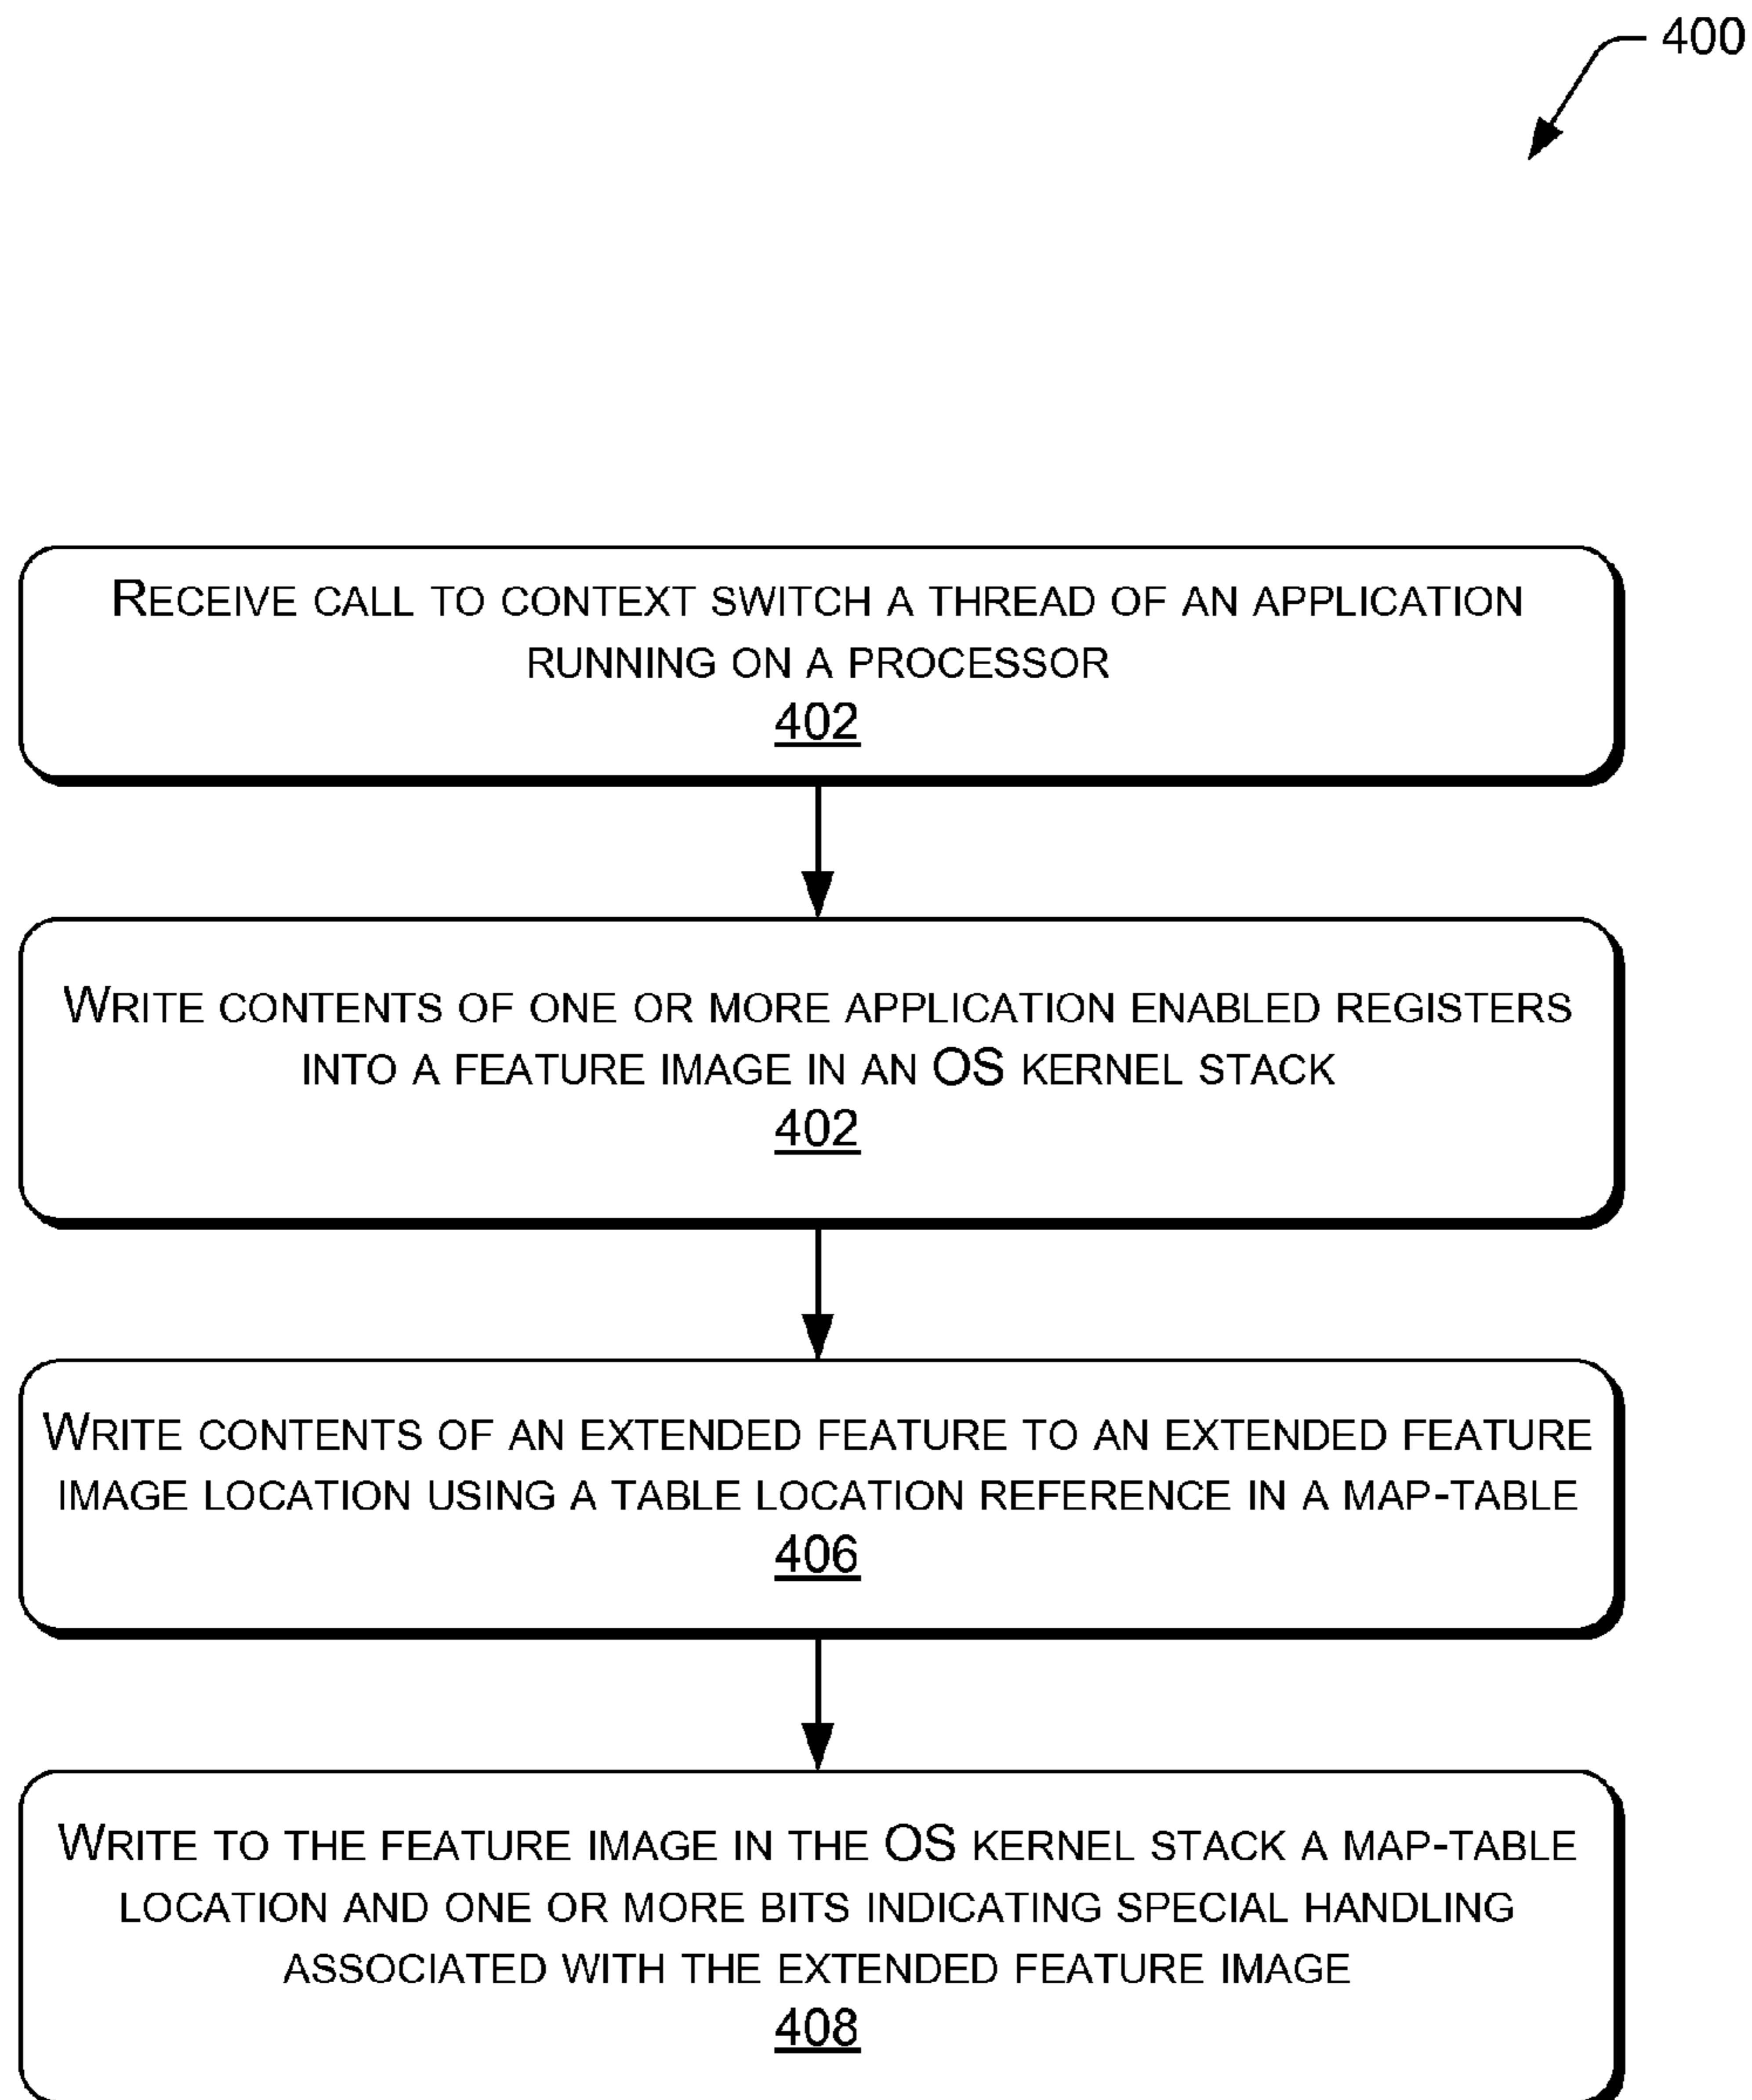 400
RECEIVE CALL TO CONTEXT SWITCH A THREAD OF AN APPLICATION
RUNNING ON A PROCESSOR
402
WRITE CONTENTS OF ONE OR MORE APPLICATION ENABLED REGISTERS
INTO A FEATURE IMAGE IN AN OS KERNEL STACK
402
WRITE CONTENTS OF AN EXTENDED FEATURE TO AN EXTENDED FEATURE
IMAGE LOCATION USING A TABLE LOCATION REFERENCE IN A MAP-TABLE
406
WRITE TO THE FEATURE IMAGE IN THE OS KERNEL STACK A MAP-TABLE
LOCATION AND ONE OR MORE BITS INDICATING SPECIAL HANDLING
ASSOCIATED WITH THE EXTENDED FEATURE IMAGE
408